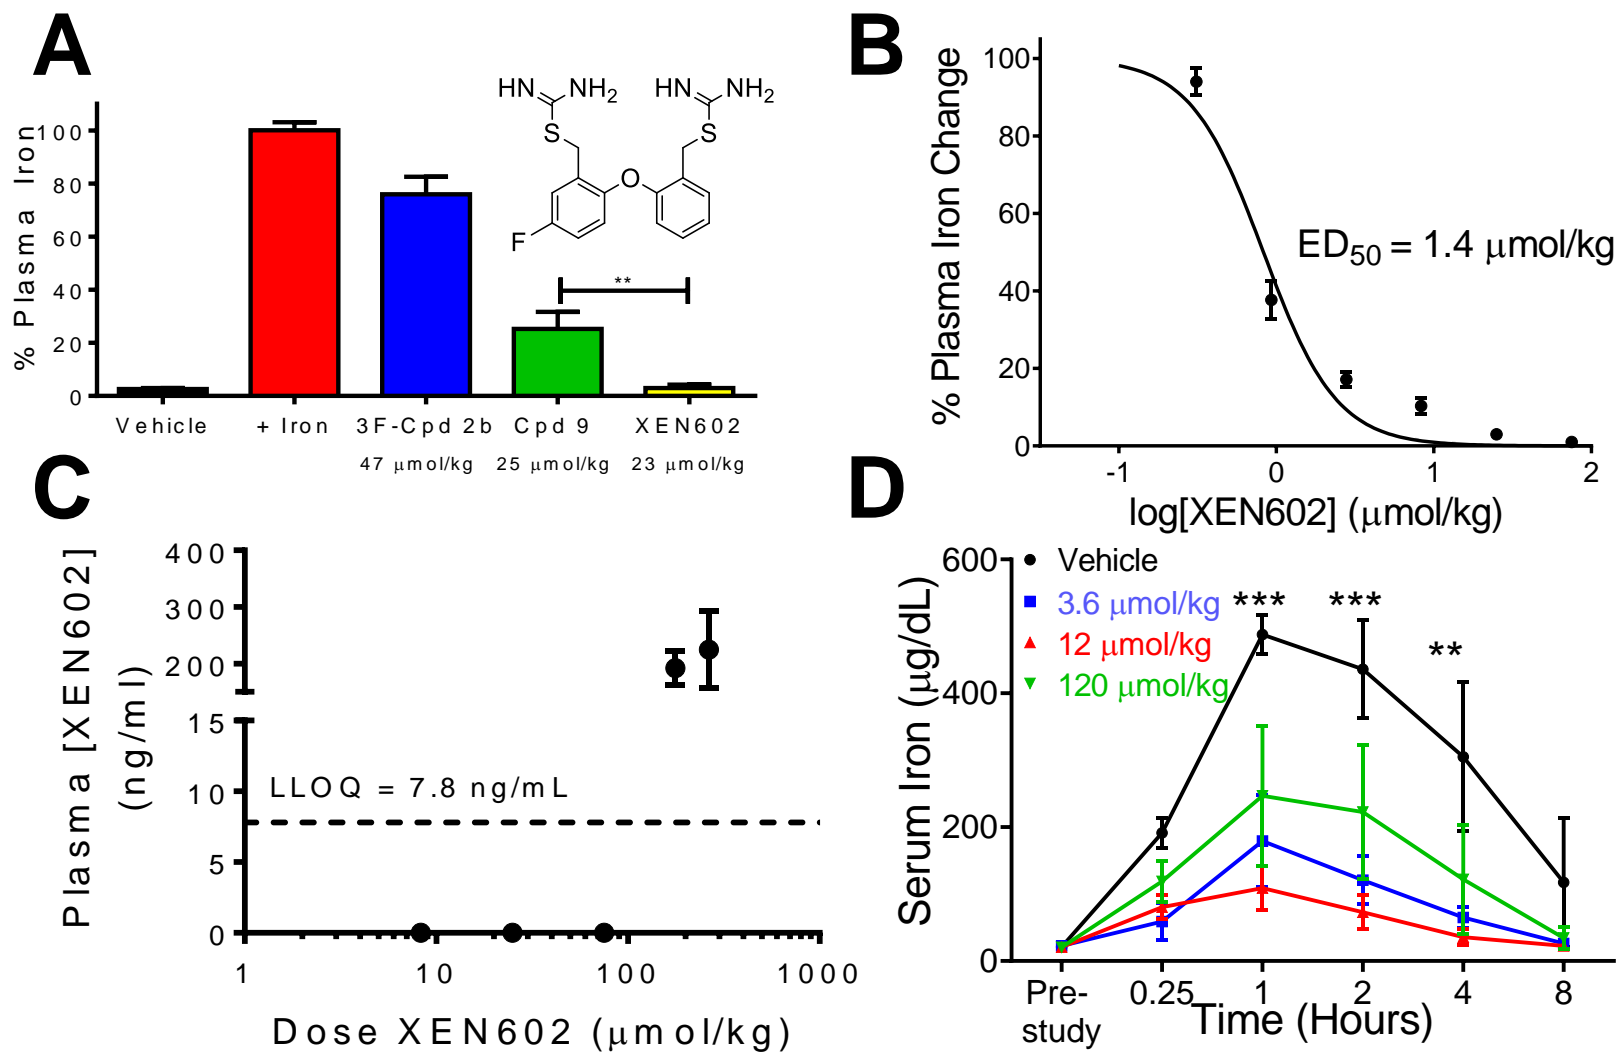 A
HN NH2 HN NH2
S S
O
F
% Plasma Iron
100
80
60
40
20
0
**
Vehicle + Iron 3F-Cpd 2b Cpd 9 XEN602
47 μmol/kg 25 μmol/kg 23 μmol/kg
B
% Plasma Iron Change
100
80
60
40
20
0
ED50 = 1.4 μmol/kg
-1 0 1 2
log[XEN602] (μmol/kg)
C
Plasma [XEN602]
(ng/ml)
400
300
200
15
10
5
0
LLOQ = 7.8 ng/mL
1 10 100 1000
Dose XEN602 (μmol/kg)
D
Serum Iron (μg/dL)
600
400
200
0
Vehicle
3.6 μmol/kg
12 μmol/kg
120 μmol/kg
*** *** **
Pre-
study
0.25 1 2 4 8
Time (Hours)